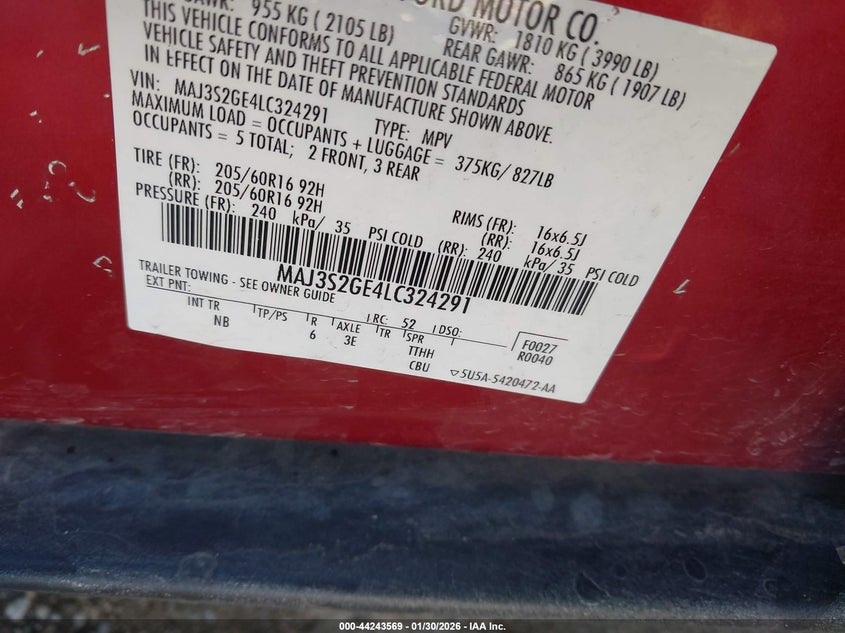 GAWR: 955 KG ( 2105 LB)
FORD MOTOR CO.
GVWR: 1810 KG ( 3990 LB)
REAR GAWR: 865 KG ( 1907 LB)
THIS VEHICLE CONFORMS TO ALL APPLICABLE FEDERAL MOTOR
VEHICLE SAFETY AND THEFT PREVENTION STANDARDS
IN EFFECT ON THE DATE OF MANUFACTURE SHOWN ABOVE.
VIN: MAJ3S2GE4LC324291 TYPE: MPV
MAXIMUM LOAD = OCCUPANTS + LUGGAGE = 375KG/ 827LB
OCCUPANTS = 5 TOTAL; 2 FRONT, 3 REAR
TIRE (FR): 205/60R16 92H RIMS (FR): 16x6.5J
(RR): 205/60R16 92H (RR): 16x6.5J
PRESSURE (FR): 240 kPa/ 35 PSI COLD (RR): 240 kPa/ 35 PSI COLD
MAJ3S2GE4LC324291
TRAILER TOWING - SEE OWNER GUIDE
EXT PNT: RC: 52 DSO:
INT TR TP/PS R AXLE TR SPR
NB 6 3E TTHH
CBU
F0027
R0040
▽5U5A-5420472-AA
000-44243569 — 01/30/2026 — IAA Inc.